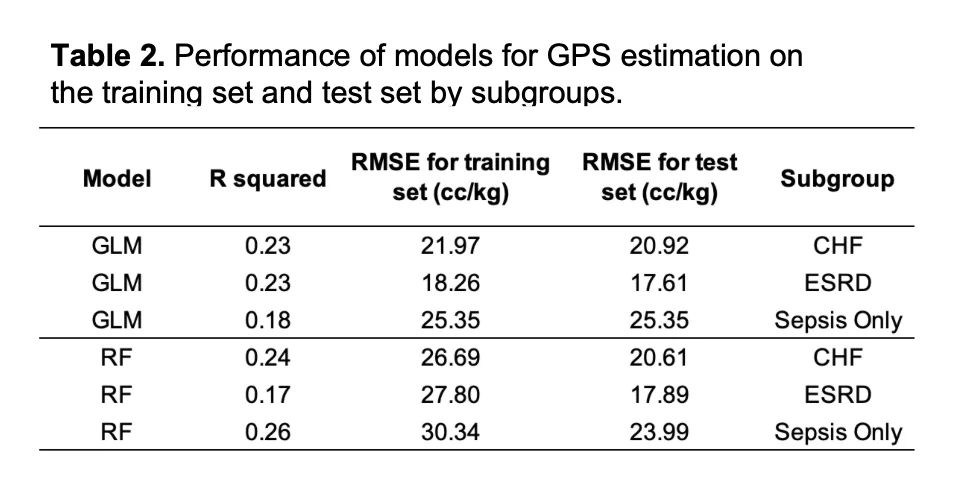 Table 2. Performance of models for GPS estimation on
the training set and test set by subgroups.
Model R squared RMSE for training set (cc/kg) RMSE for test set (cc/kg) Subgroup
GLM 0.23 21.97 20.92 CHF
GLM 0.23 18.26 17.61 ESRD
GLM 0.18 25.35 25.35 Sepsis Only
RF 0.24 26.69 20.61 CHF
RF 0.17 27.80 17.89 ESRD
RF 0.26 30.34 23.99 Sepsis Only